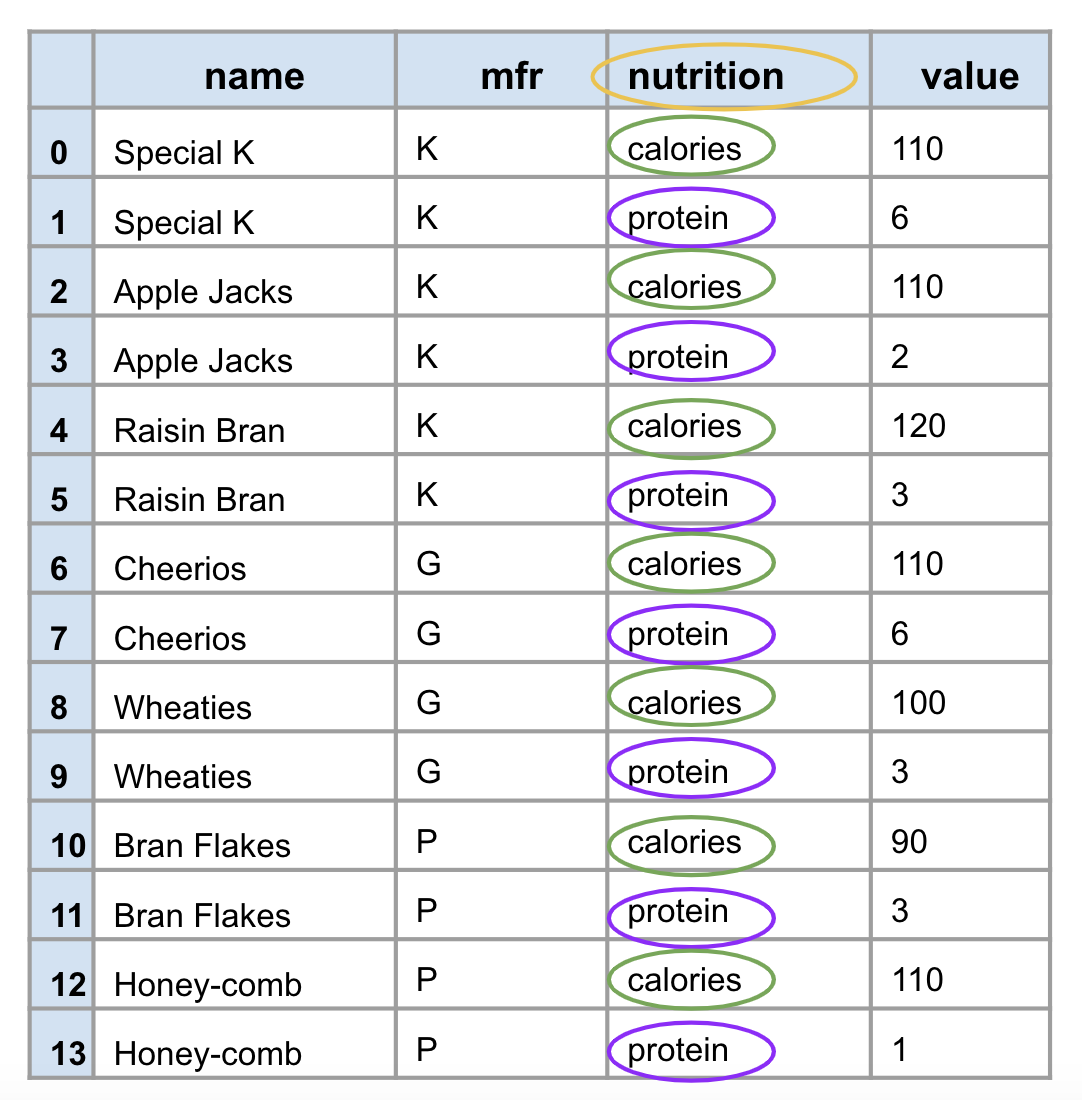 name mfr nutrition value
0 Special K K calories 110
1 Special K K protein 6
2 Apple Jacks K calories 110
3 Apple Jacks K protein 2
4 Raisin Bran K calories 120
5 Raisin Bran K protein 3
6 Cheerios G calories 110
7 Cheerios G protein 6
8 Wheaties G calories 100
9 Wheaties G protein 3
10 Bran Flakes P calories 90
11 Bran Flakes P protein 3
12 Honey-comb P calories 110
13 Honey-comb P protein 1